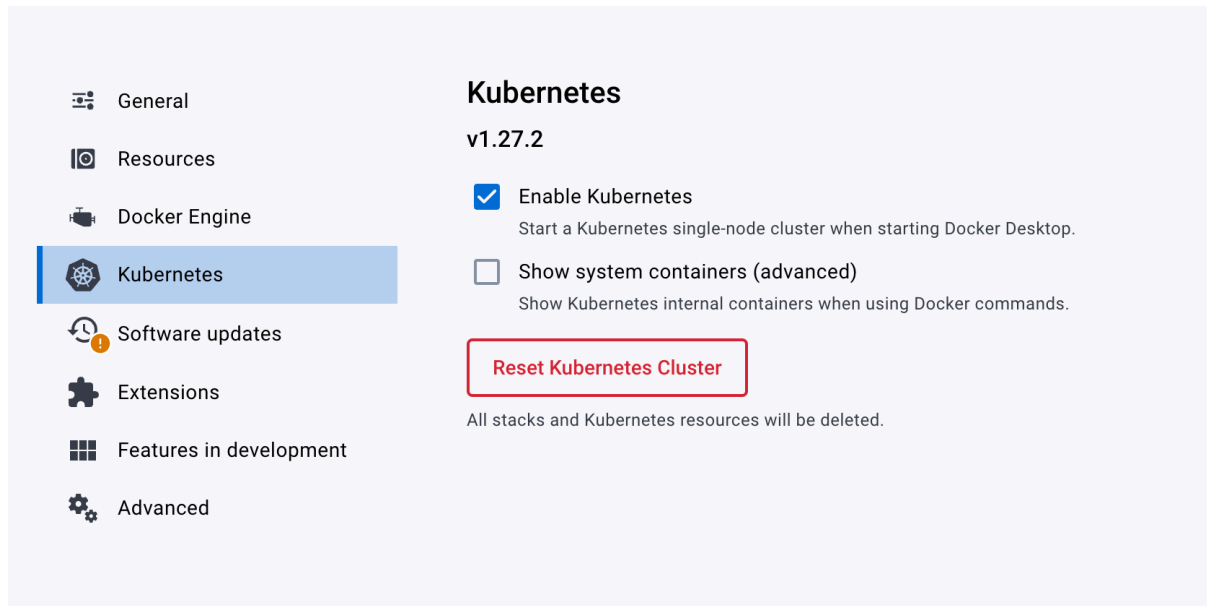 General
Resources
Docker Engine
Kubernetes
Software updates
Extensions
Features in development
Advanced
Kubernetes
v1.27.2
Enable Kubernetes
Start a Kubernetes single-node cluster when starting Docker Desktop.
Show system containers (advanced)
Show Kubernetes internal containers when using Docker commands.
Reset Kubernetes Cluster
All stacks and Kubernetes resources will be deleted.